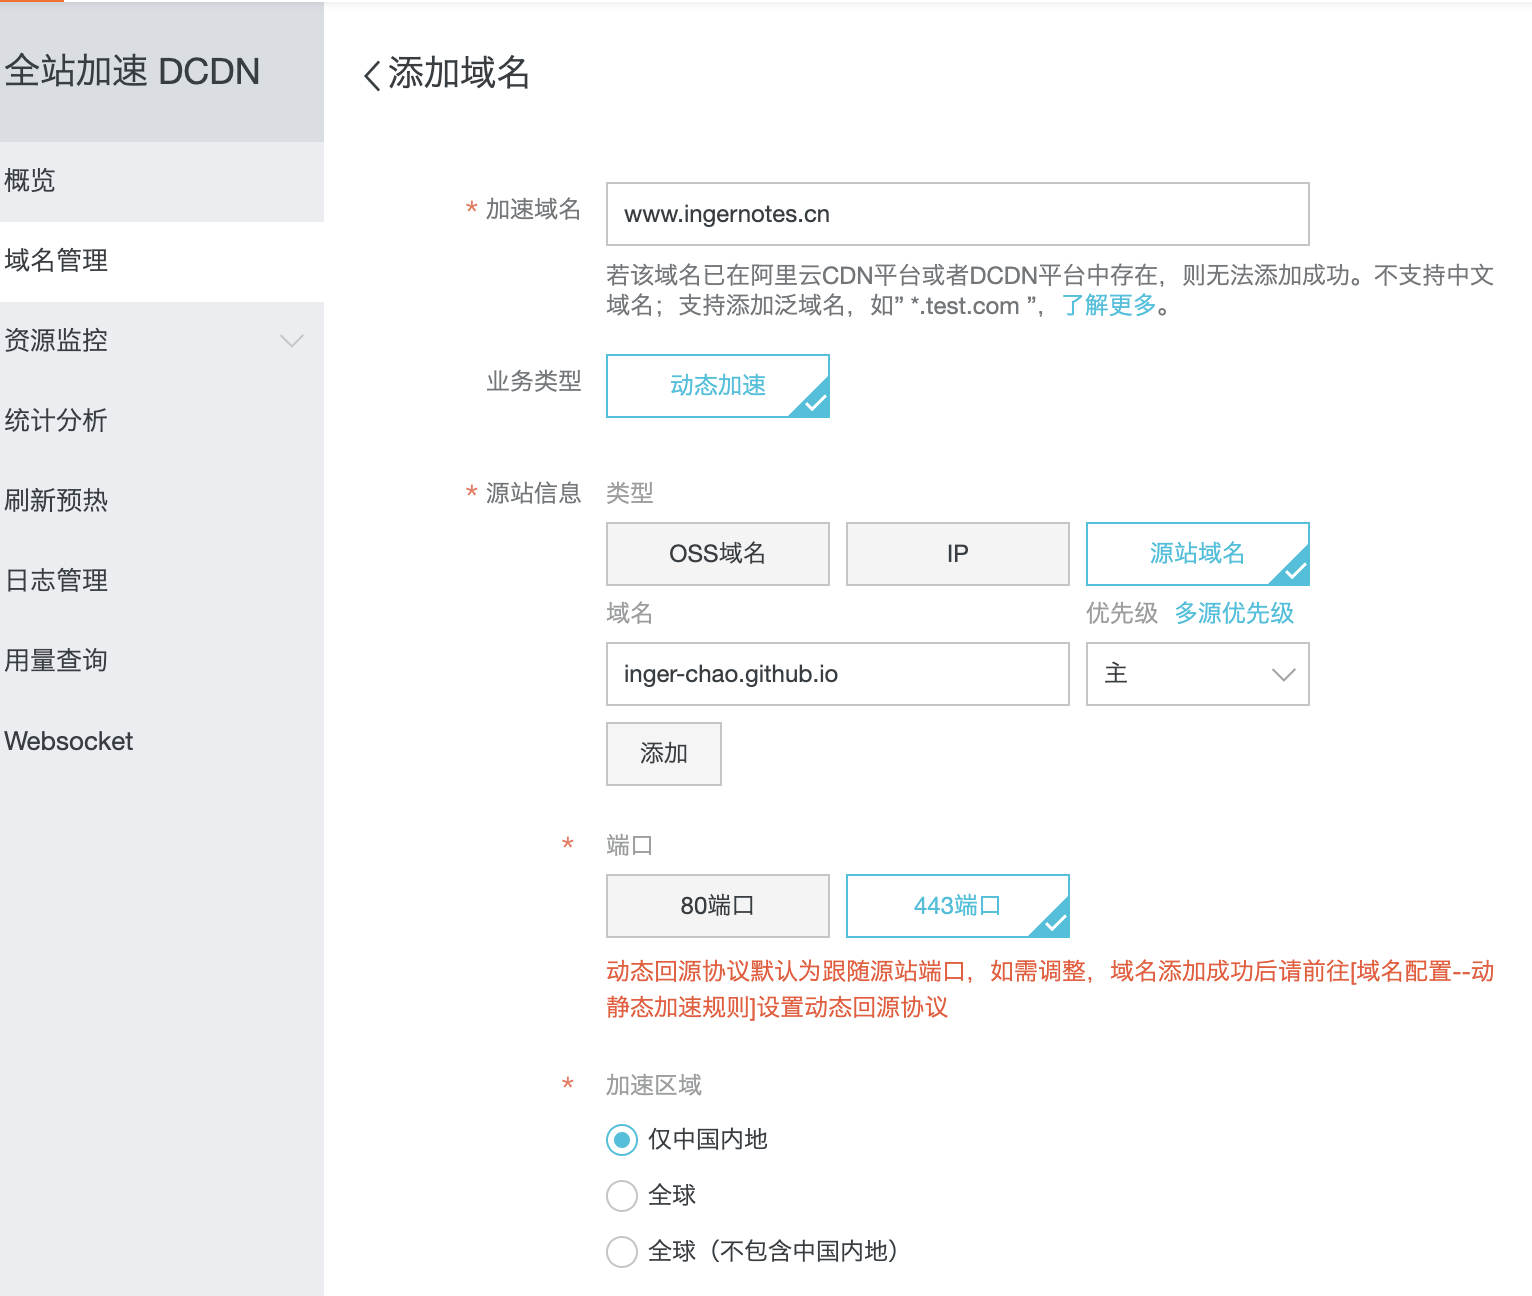 全站加速 DCDN
概览
域名管理
资源监控
统计分析
刷新预热
日志管理
用量查询
Websocket
添加域名
* 加速域名
www.ingernotes.cn
若该域名已在阿里云CDN平台或者DCDN平台中存在，则无法添加成功。不支持中文
域名；支持添加泛域名，如” *.test.com ”，了解更多。
业务类型
动态加速
* 源站信息 类型
OSS域名 IP 源站域名
域名 优先级 多源优先级
inger-chao.github.io 主
添加
* 端口
80端口 443端口
动态回源协议默认为跟随源站端口，如需调整，域名添加成功后请前往[域名配置--动
静态加速规则]设置动态回源协议
* 加速区域
仅中国内地
全球
全球（不包含中国内地）